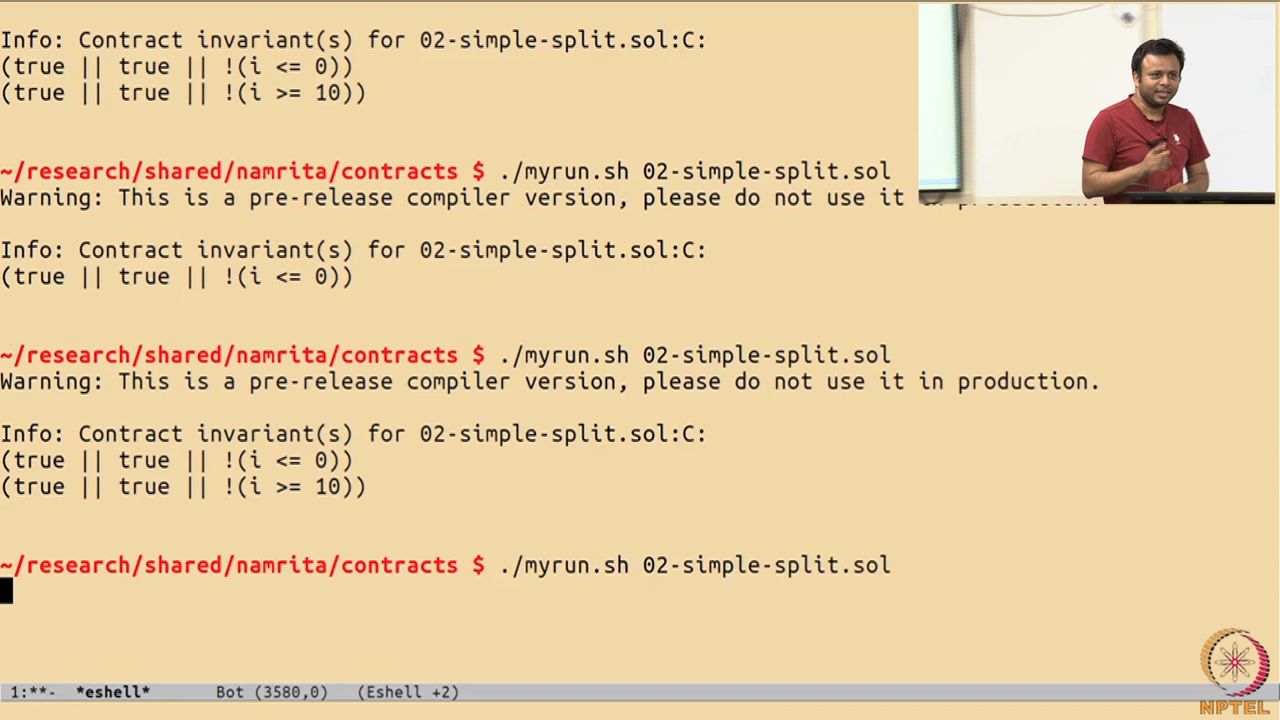 Info: Contract invariant(s) for 02-simple-split.sol:C:
(true || true || !(i <= 0))
(true || true || !(i >= 10))
~/research/shared/namrita/contracts $ ./myrun.sh 02-simple-split.sol
Warning: This is a pre-release compiler version, please do not use it
Info: Contract invariant(s) for 02-simple-split.sol:C:
(true || true || !(i <= 0))
~/research/shared/namrita/contracts $ ./myrun.sh 02-simple-split.sol
Warning: This is a pre-release compiler version, please do not use it in production.
Info: Contract invariant(s) for 02-simple-split.sol:C:
(true || true || !(i <= 0))
(true || true || !(i >= 10))
~/research/shared/namrita/contracts $ ./myrun.sh 02-simple-split.sol
1:**- *eshell* Bot (3580,0) (Eshell +2)
NPTEL